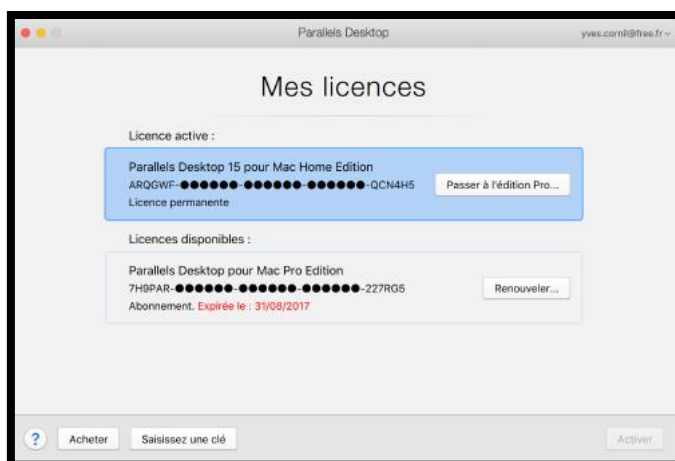 Parallels Desktop
yves.cornil@free.fr
Mes licences
Licence active :
Parallels Desktop 15 pour Mac Home Edition
ARQGWF-●●●●●●-●●●●●●-●●●●●●-QCN4H5
Passer à l'édition Pro...
Licence permanente
Licences disponibles :
Parallels Desktop pour Mac Pro Edition
7H9PAR-●●●●●●-●●●●●●-●●●●●●-227RG5
Renouveler...
Abonnement. Expirée le : 31/08/2017
?
Acheter
Saisissez une clé
Activer